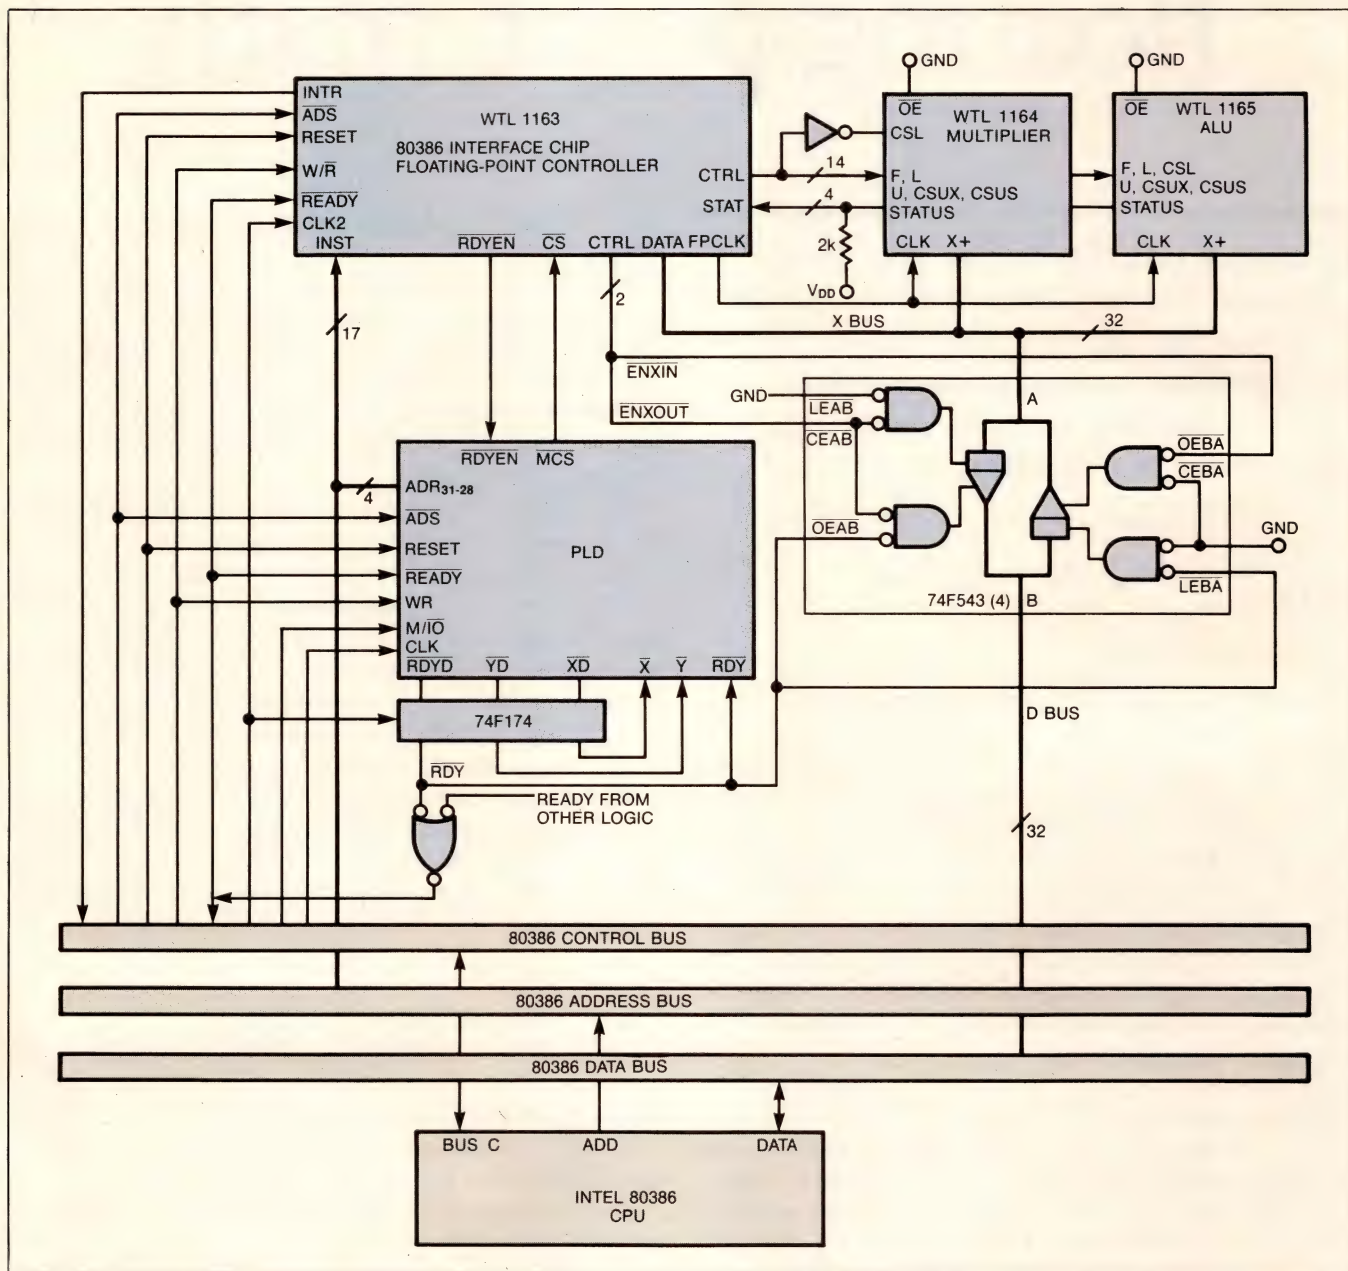 GND
GND
INTR
ADS
RESET
W/R
READY
CLK2
INST
WTL 1163
80386 INTERFACE CHIP
FLOATING-POINT CONTROLLER
CTRL
STAT
RDYEN
CS
CTRL
DATA
FPCLK
14
4
2k
VDD
OE
WTL 1164
MULTIPLIER
CSL
F, L
U, CSUX, CSUS
STATUS
CLK
X+
OE
WTL 1165
ALU
F, L, CSL
U, CSUX, CSUS
STATUS
CLK
X+
17
2
X BUS
32
ENXIN
ENXOUT
GND
LEAB
CEAB
OEAB
A
OEBA
CEBA
GND
LEBA
74F543 (4)
B
RDYEN
MCS
4
ADR31-28
ADS
RESET
READY
WR
M/IO
CLK
PLD
RDYD
YD
XD
X
Y
RDY
74F174
D BUS
RDY
READY FROM
OTHER LOGIC
32
80386 CONTROL BUS
80386 ADDRESS BUS
80386 DATA BUS
BUS C
ADD
DATA
INTEL 80386
CPU